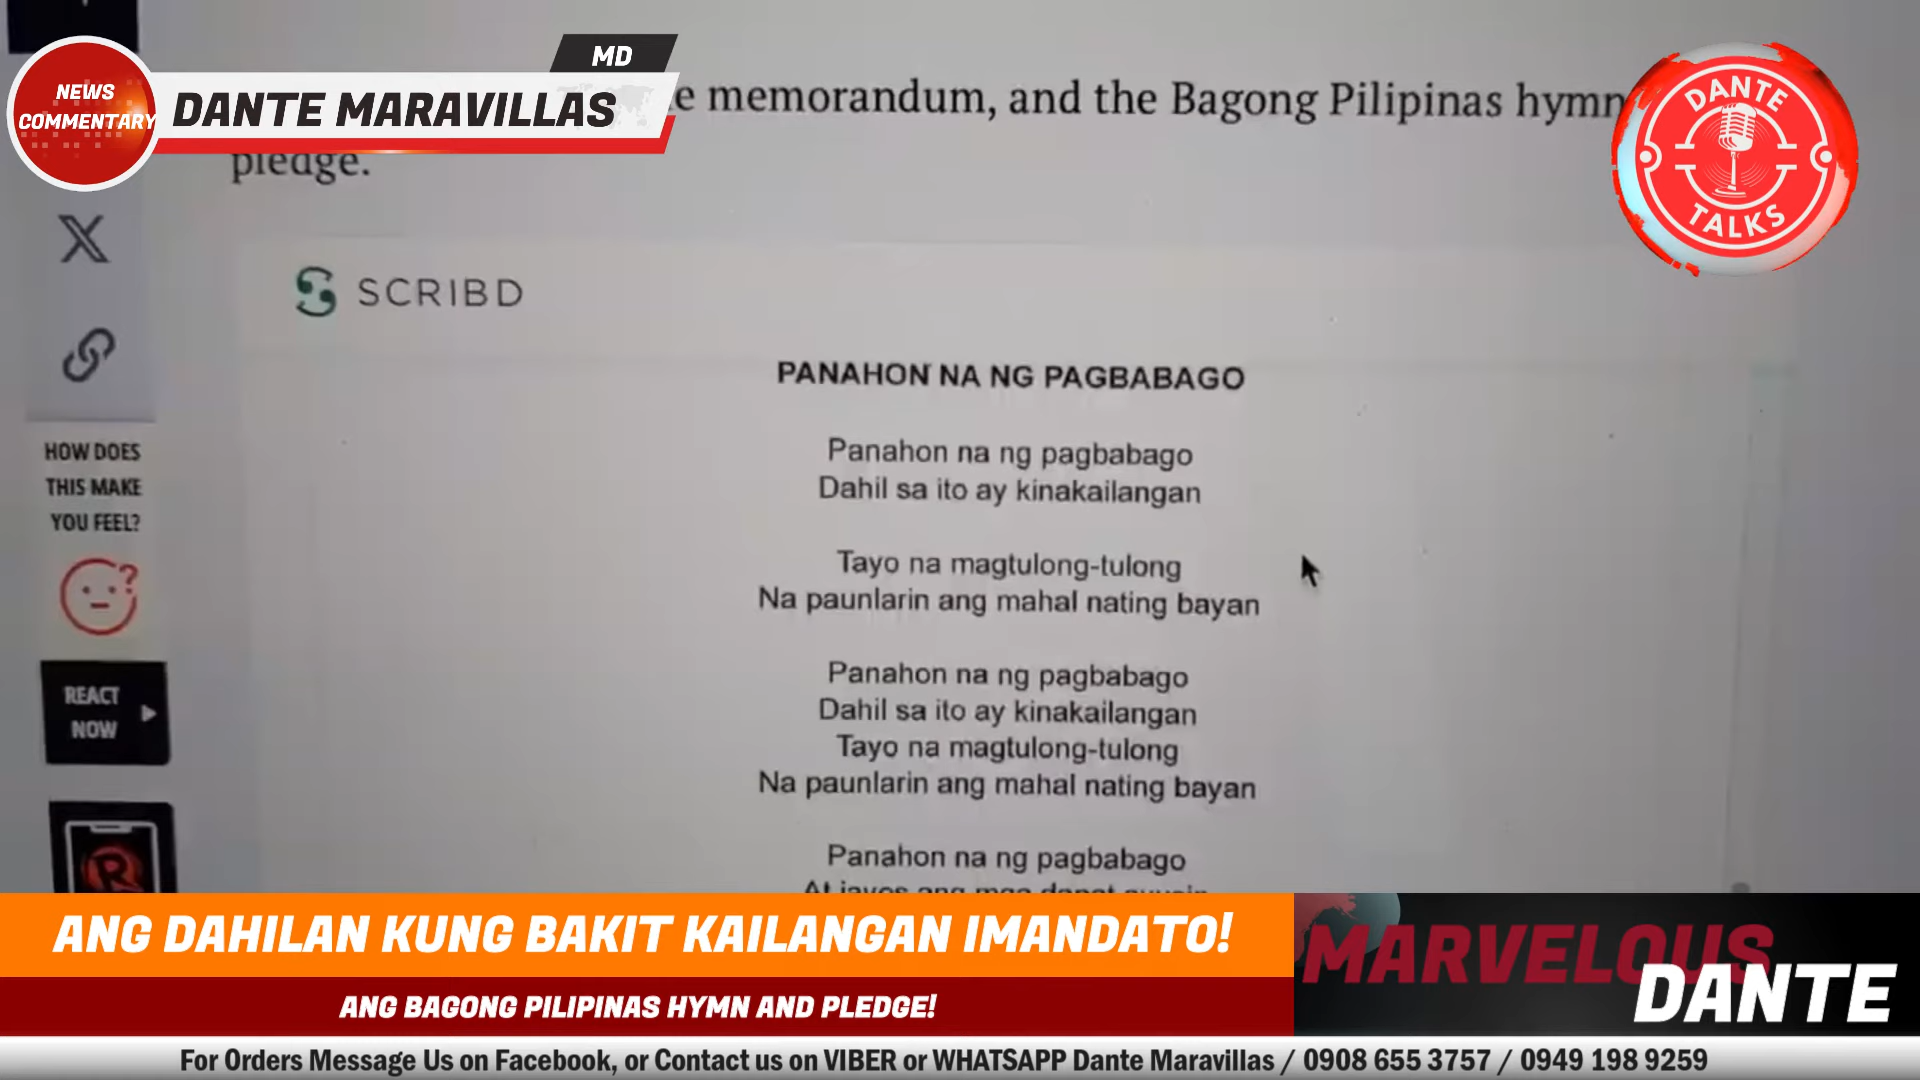 MD
NEWS
COMMENTARY
DANTE MARAVILLAS
e memorandum, and the Bagong Pilipinas hymn
pledge.
DANTE
TALKS
SCRIBD
PANAHON NA NG PAGBABAGO
Panahon na ng pagbabago
Dahil sa ito ay kinakailangan
Tayo na magtulong-tulong
Na paunlarin ang mahal nating bayan
Panahon na ng pagbabago
Dahil sa ito ay kinakailangan
Tayo na magtulong-tulong
Na paunlarin ang mahal nating bayan
Panahon na ng pagbabago
HOW DOES
THIS MAKE
YOU FEEL?
REACT
NOW
ANG DAHILAN KUNG BAKIT KAILANGAN IMANDATO!
ANG BAGONG PILIPINAS HYMN AND PLEDGE!
MARVELOUS
DANTE
For Orders Message Us on Facebook, or Contact us on VIBER or WHATSAPP Dante Maravillas / 0908 655 3757 / 0949 198 9259